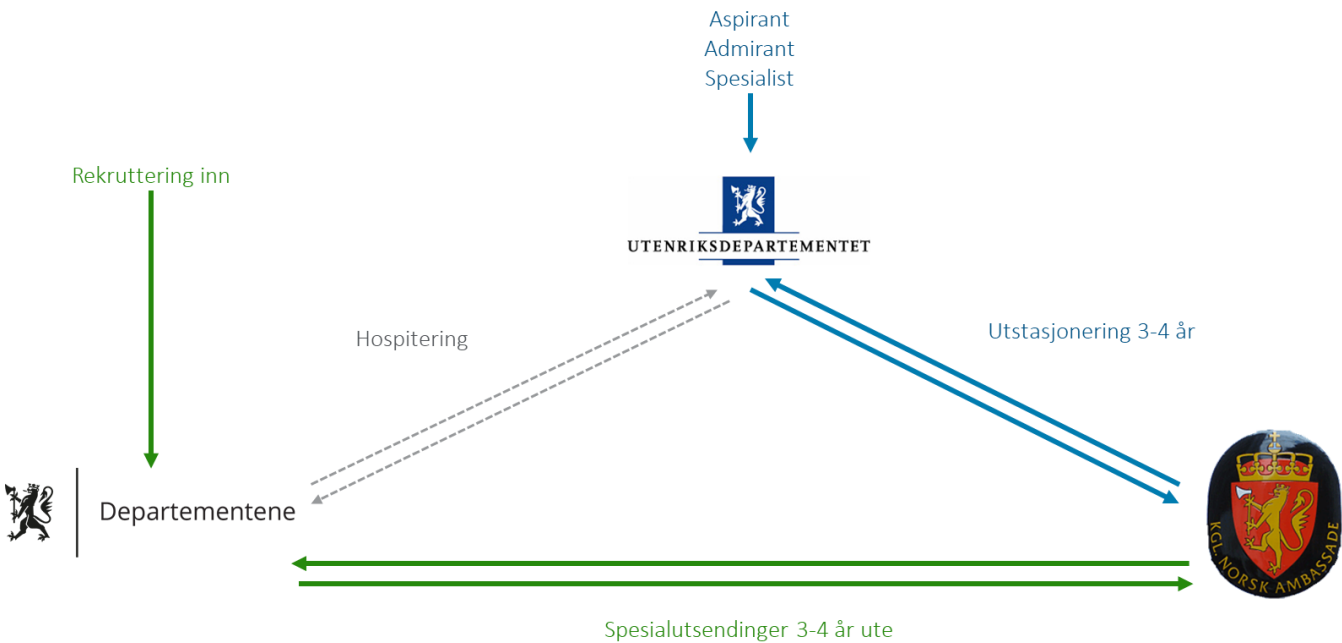 Aspirant
Admirant
Spesialist
Rekruttering inn
UTENRIKSDEPARTEMENTET
Hospitering
Utstasjonering 3-4 år
Departementene
KGL. NORSK AMBASSADE
Spesialutsendinger 3-4 år ute